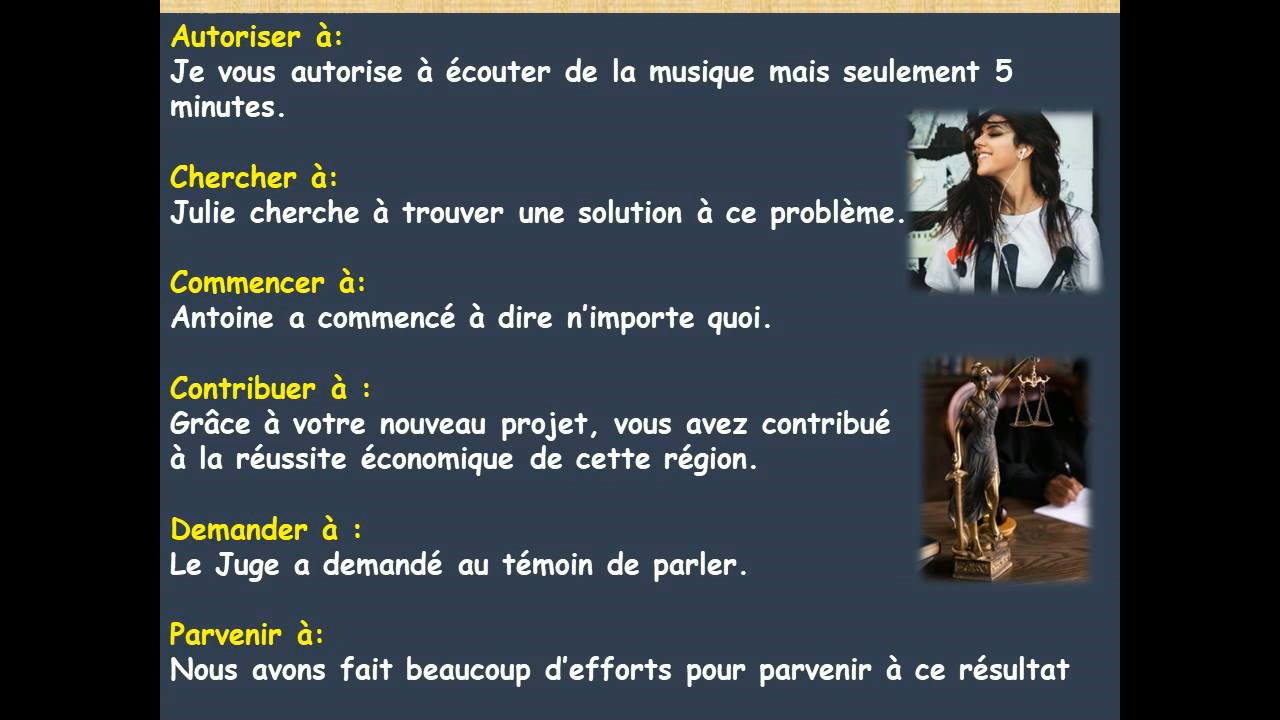 Autoriser à:
Je vous autorise à écouter de la musique mais seulement 5
minutes.
Chercher à:
Julie cherche à trouver une solution à ce problème.
Commencer à:
Antoine a commencé à dire n'importe quoi.
Contribuer à :
Grâce à votre nouveau projet, vous avez contribué
à la réussite économique de cette région.
Demander à :
Le Juge a demandé au témoin de parler.
Parvenir à:
Nous avons fait beaucoup d'efforts pour parvenir à ce résultat